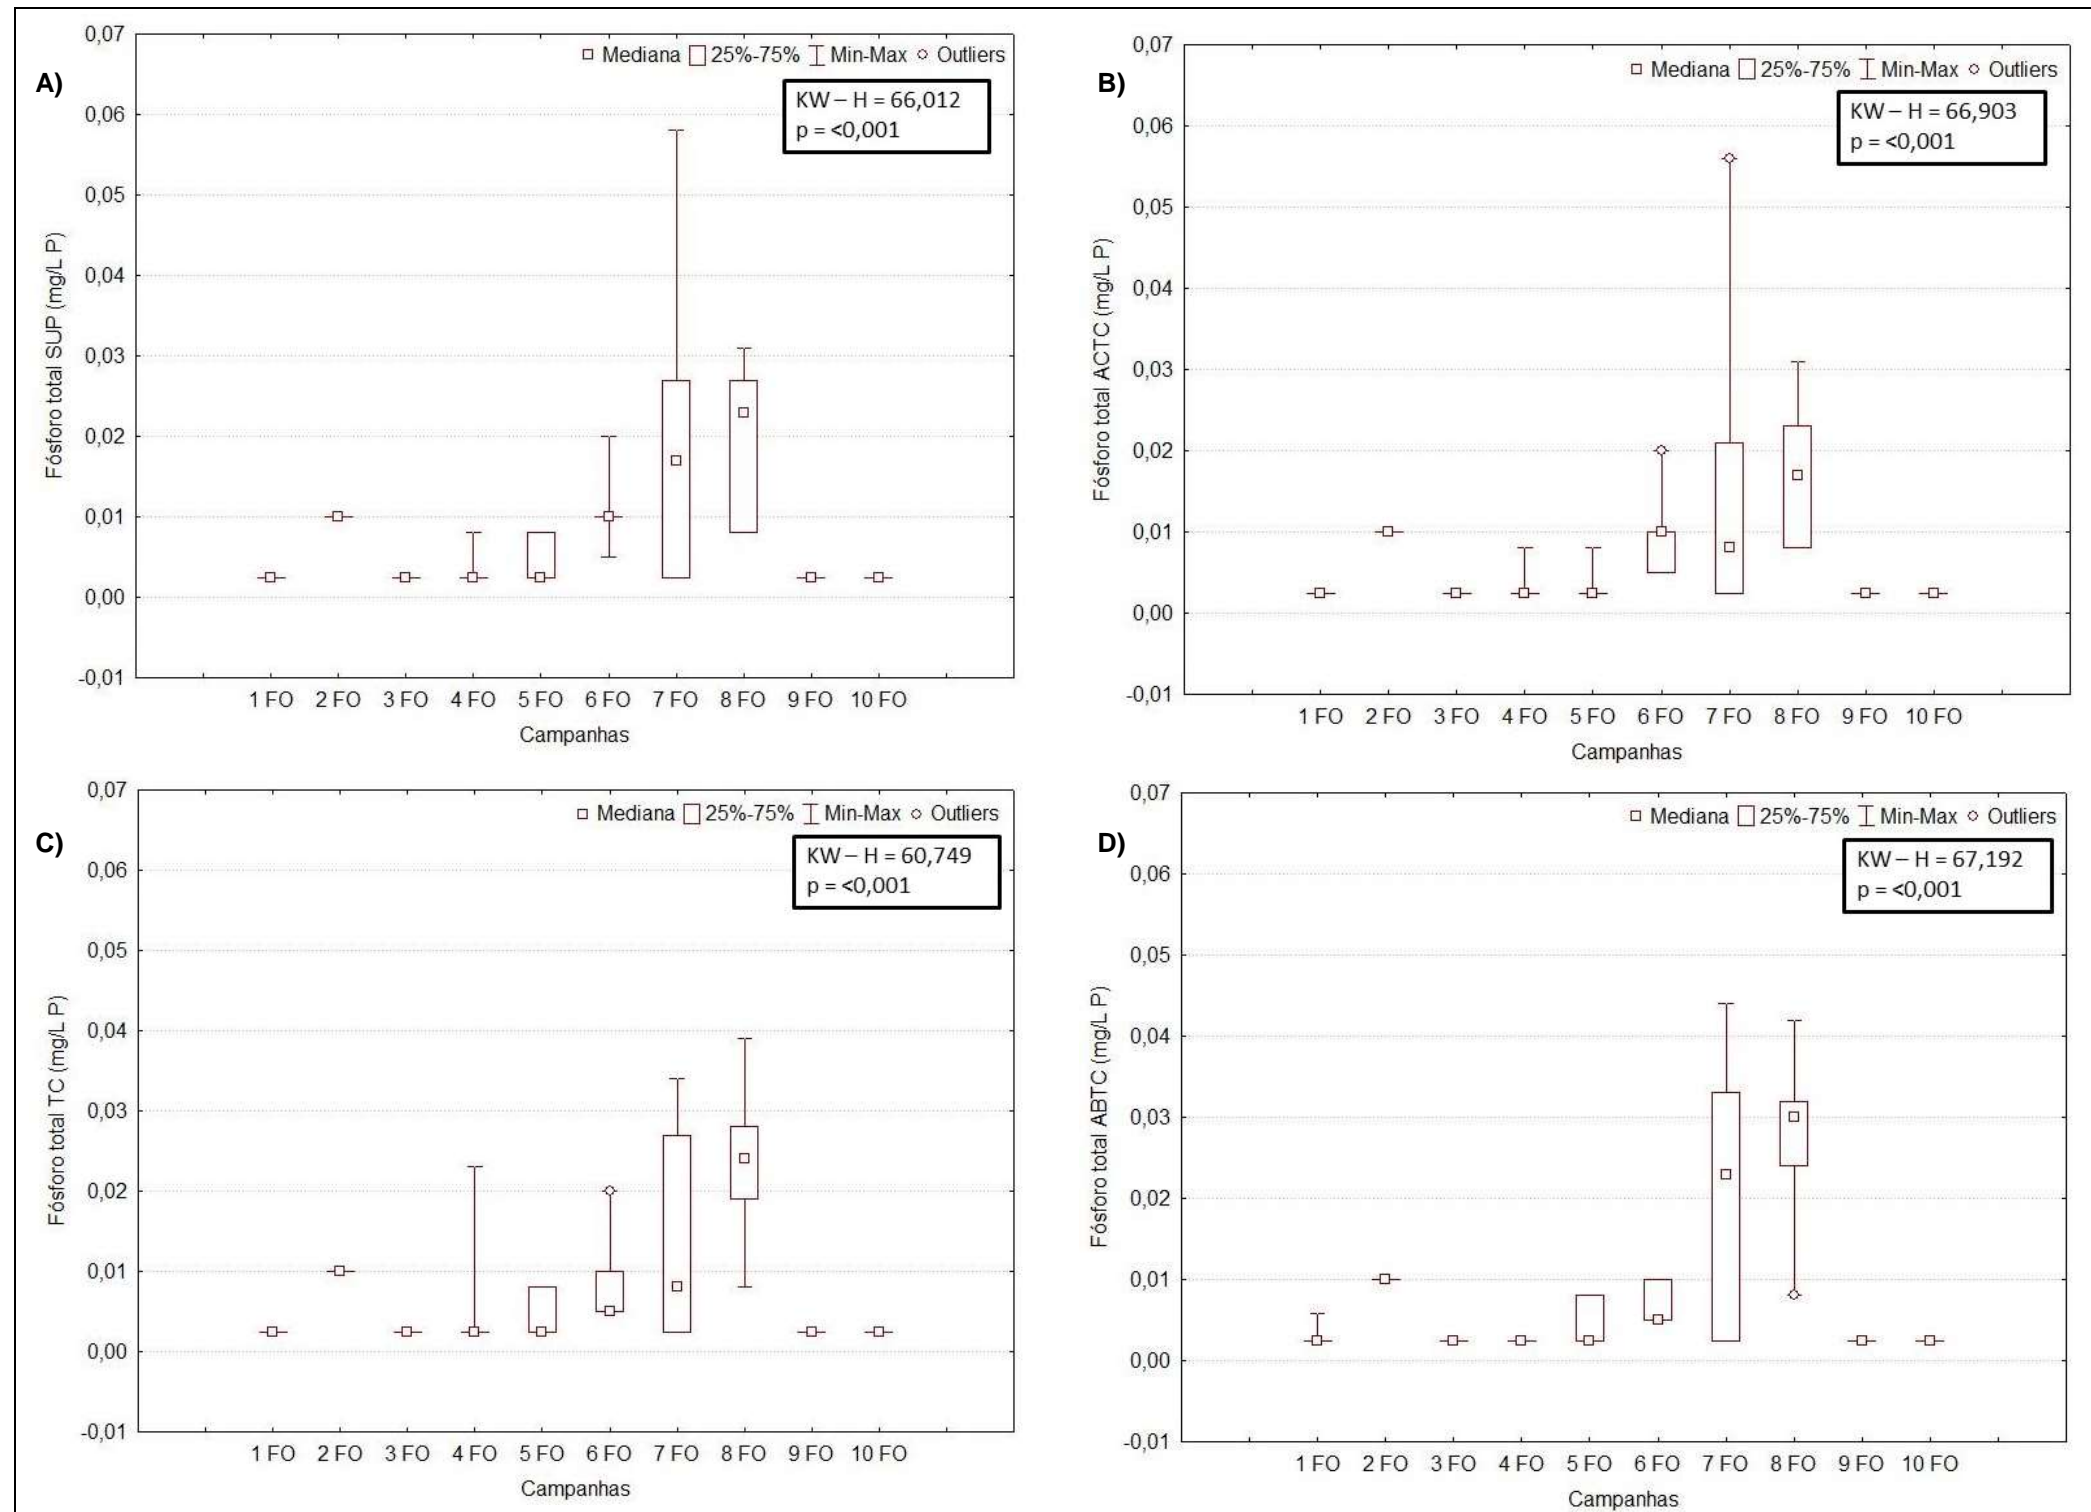 A)
Mediana 25%-75% Min-Max Outliers
KW – H = 66,012
p = <0,001
Fósforo total SUP (mg/L P)
0,07
0,06
0,05
0,04
0,03
0,02
0,01
0,00
-0,01
1 FO 2 FO 3 FO 4 FO 5 FO 6 FO 7 FO 8 FO 9 FO 10 FO
Campanhas
B)
Mediana 25%-75% Min-Max Outliers
KW – H = 66,903
p = <0,001
Fósforo total ACTC (mg/L P)
0,07
0,06
0,05
0,04
0,03
0,02
0,01
0,00
-0,01
1 FO 2 FO 3 FO 4 FO 5 FO 6 FO 7 FO 8 FO 9 FO 10 FO
Campanhas
C)
Mediana 25%-75% Min-Max Outliers
KW – H = 60,749
p = <0,001
Fósforo total TC (mg/L P)
0,07
0,06
0,05
0,04
0,03
0,02
0,01
0,00
-0,01
1 FO 2 FO 3 FO 4 FO 5 FO 6 FO 7 FO 8 FO 9 FO 10 FO
Campanhas
D)
Mediana 25%-75% Min-Max Outliers
KW – H = 67,192
p = <0,001
Fósforo total ABTC (mg/L P)
0,07
0,06
0,05
0,04
0,03
0,02
0,01
0,00
-0,01
1 FO 2 FO 3 FO 4 FO 5 FO 6 FO 7 FO 8 FO 9 FO 10 FO
Campanhas